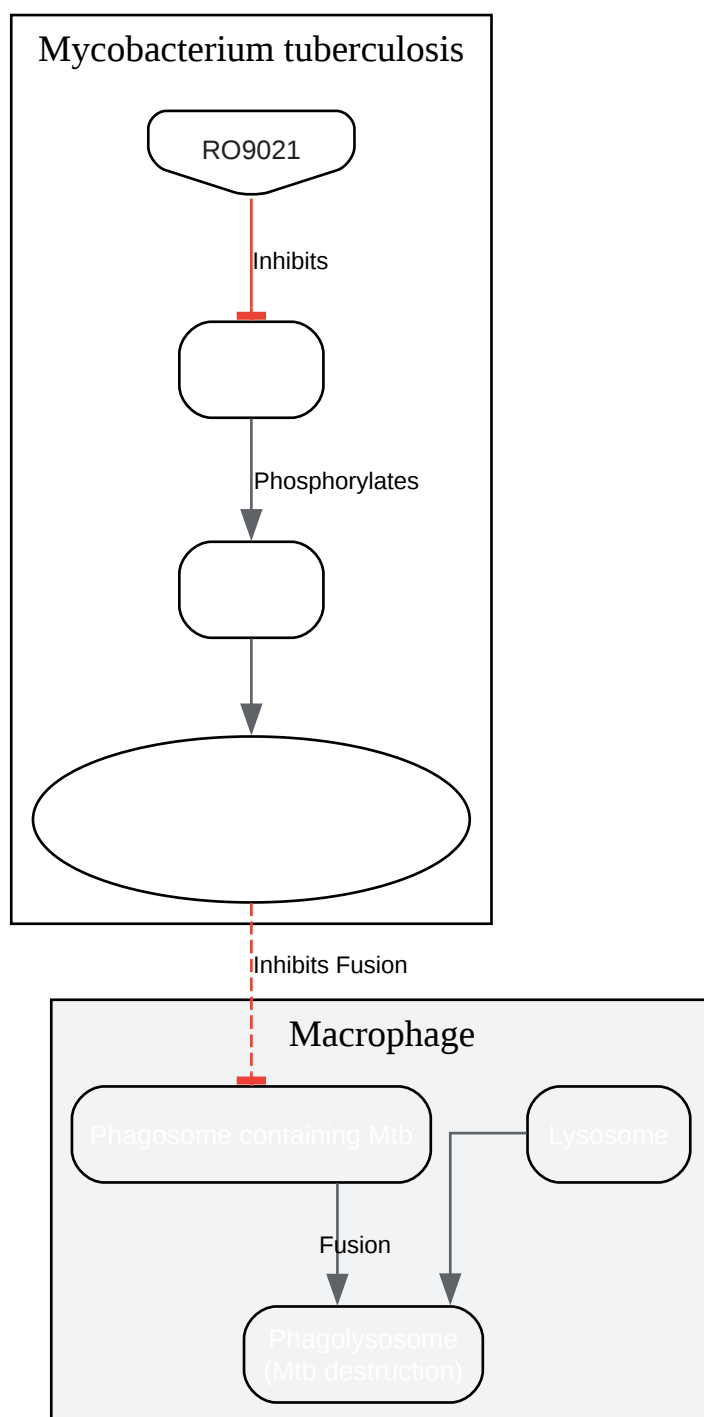 Mycobacterium tuberculosis
RO9021
Inhibits
Phosphorylates
Inhibits Fusion
Macrophage
Phagosome containing Mtb
Lysosome
Fusion
Phagolysosome
(Mtb destruction)